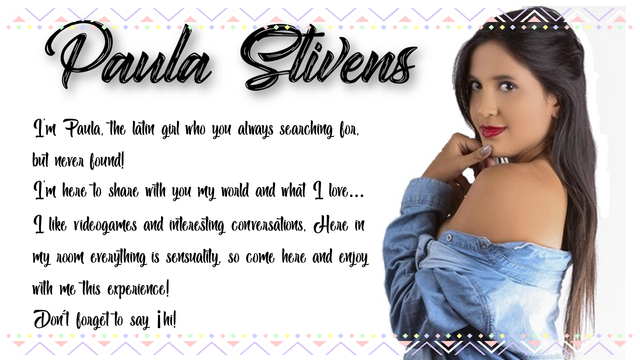 Paula Stivens
I'm Paula, the latin girl who you always searching for,
but never found!
I'm here to share with you my world and what I love...
I like videogames and interesting conversations, Here in
my room everything is sensuality, so come here and enjoy
with me this experience!
Don't forget to say ¡hi!